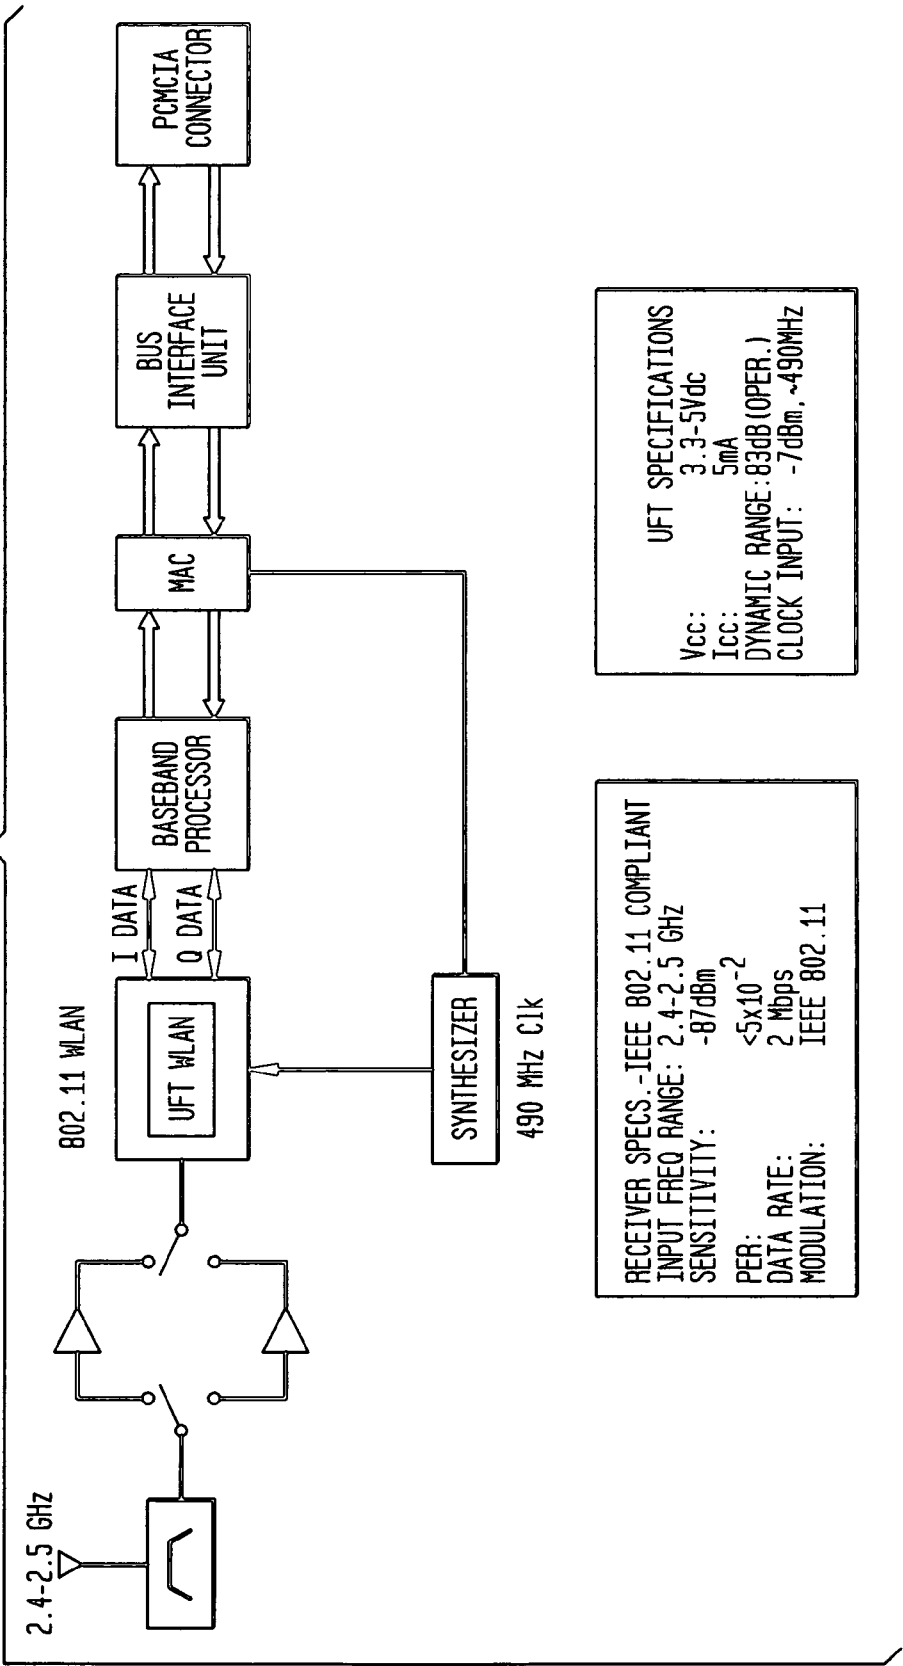 2.4-2.5 GHz
802.11 WLAN
UFT WLAN
I DATA
Q DATA
BASEBAND
PROCESSOR
MAC
BUS
INTERFACE
UNIT
PCMCIA
CONNECTOR
SYNTHESIZER
490 MHz Clk
RECEIVER SPECS.-IEEE 802.11 COMPLIANT
INPUT FREQ RANGE: 2.4-2.5 GHz
SENSITIVITY: -87dBm
PER: <5x10⁻²
DATA RATE: 2 Mbps
MODULATION: IEEE 802.11
UFT SPECIFICATIONS
Vcc: 3.3-5Vdc
Icc: 5mA
DYNAMIC RANGE:83dB(OPER.)
CLOCK INPUT: -7dBm,~490MHz